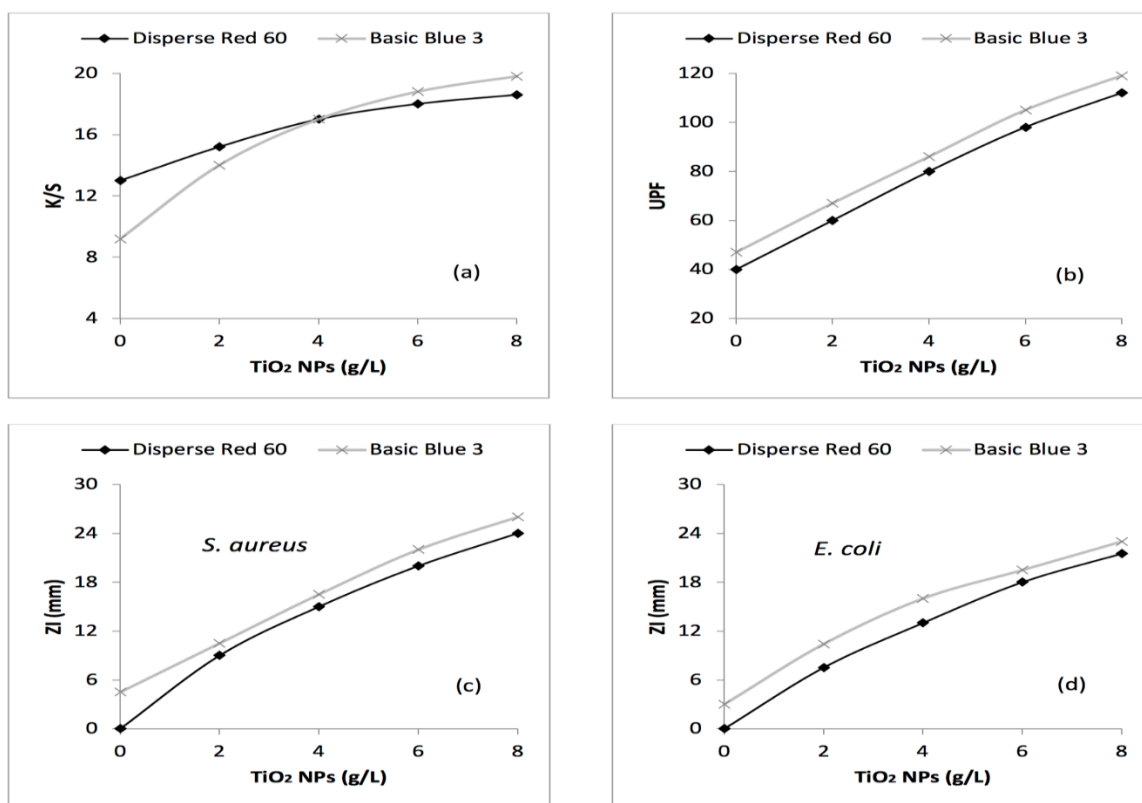 Disperse Red 60 Basic Blue 3
20
16
12
8
4
K/S
(a)
0 2 4 6 8
TiO₂ NPs (g/L)
Disperse Red 60 Basic Blue 3
120
100
80
60
40
20
UPF
(b)
0 2 4 6 8
TiO₂ NPs (g/L)
Disperse Red 60 Basic Blue 3
30
24
18
12
6
0
ZI (mm)
S. aureus
(c)
0 2 4 6 8
TiO₂ NPs (g/L)
Disperse Red 60 Basic Blue 3
30
24
18
12
6
0
ZI (mm)
E. coli
(d)
0 2 4 6 8
TiO₂ NPs (g/L)